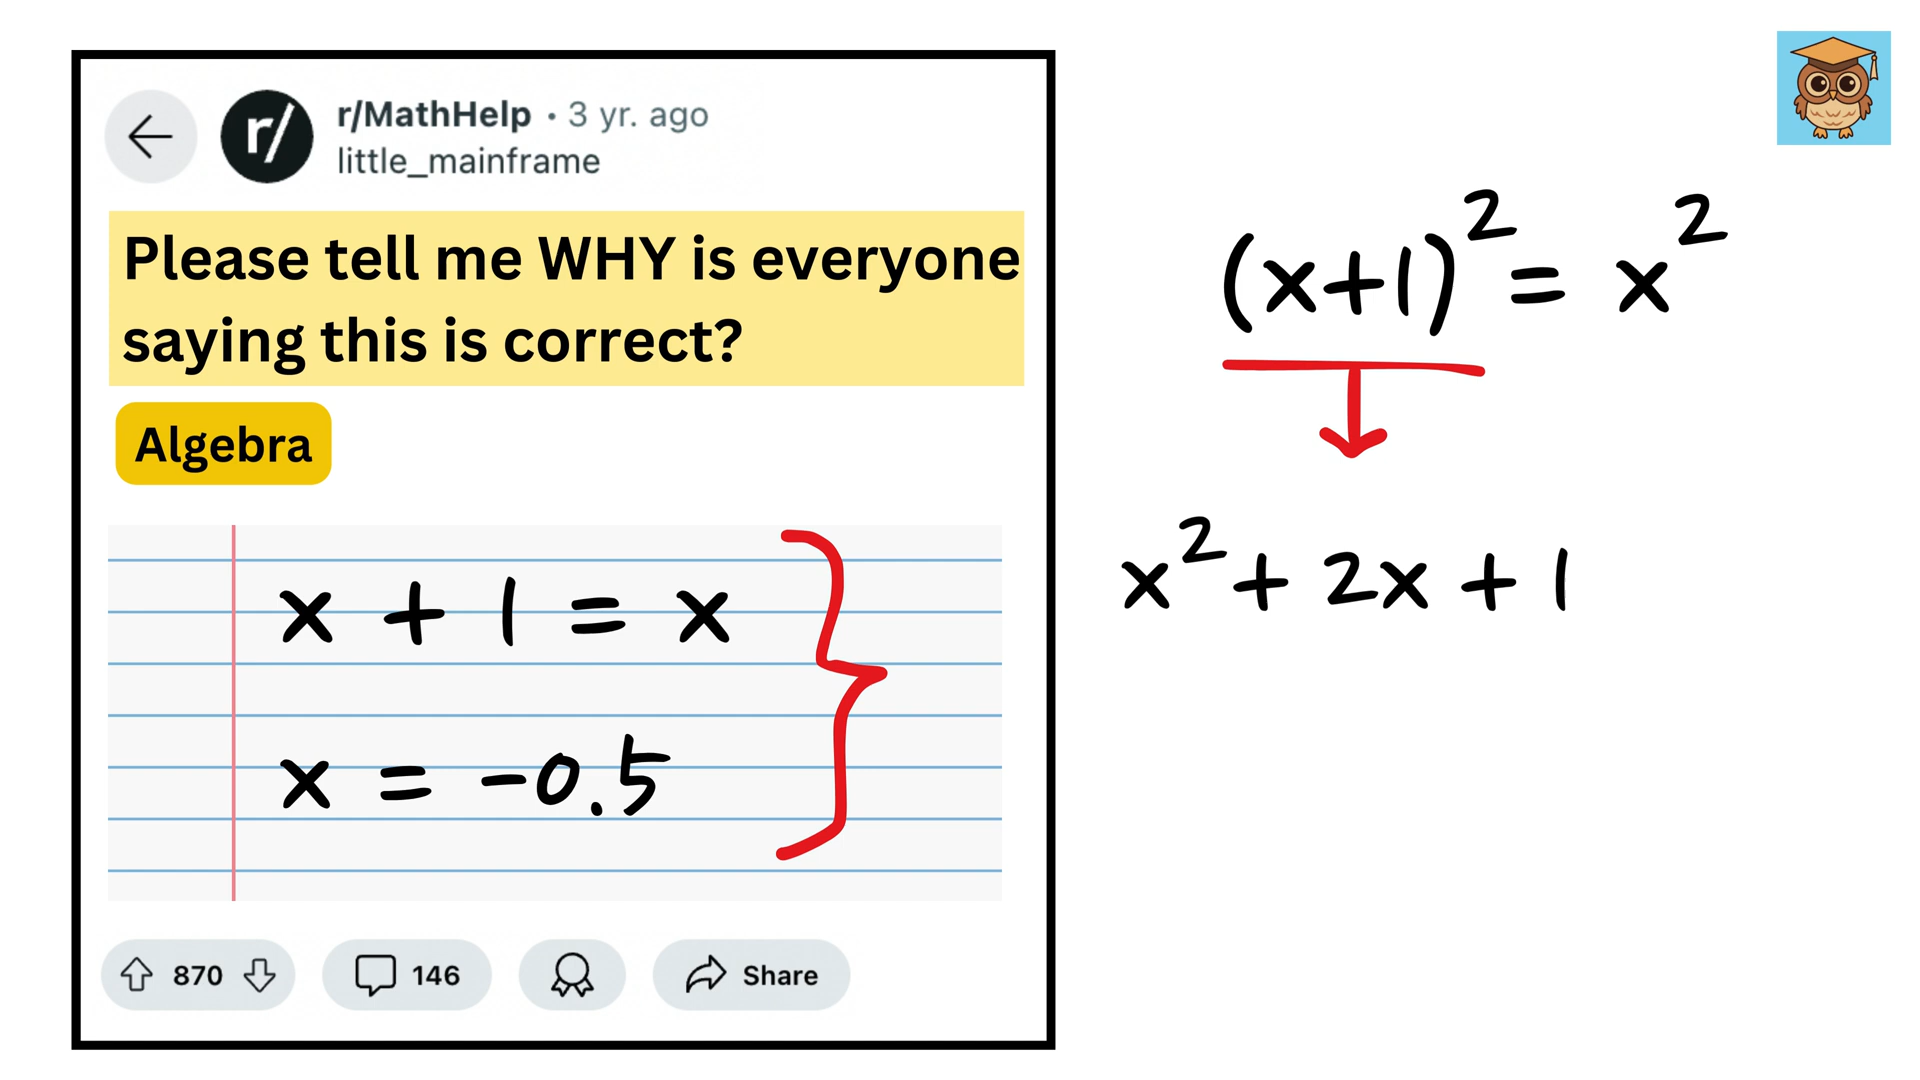 r/MathHelp • 3 yr. ago
r/
little_mainframe
Please tell me WHY is everyone
saying this is correct?
Algebra
x + 1 = x
x = -0.5
870
146
Share
(x+1)² = x²
x² + 2x + 1